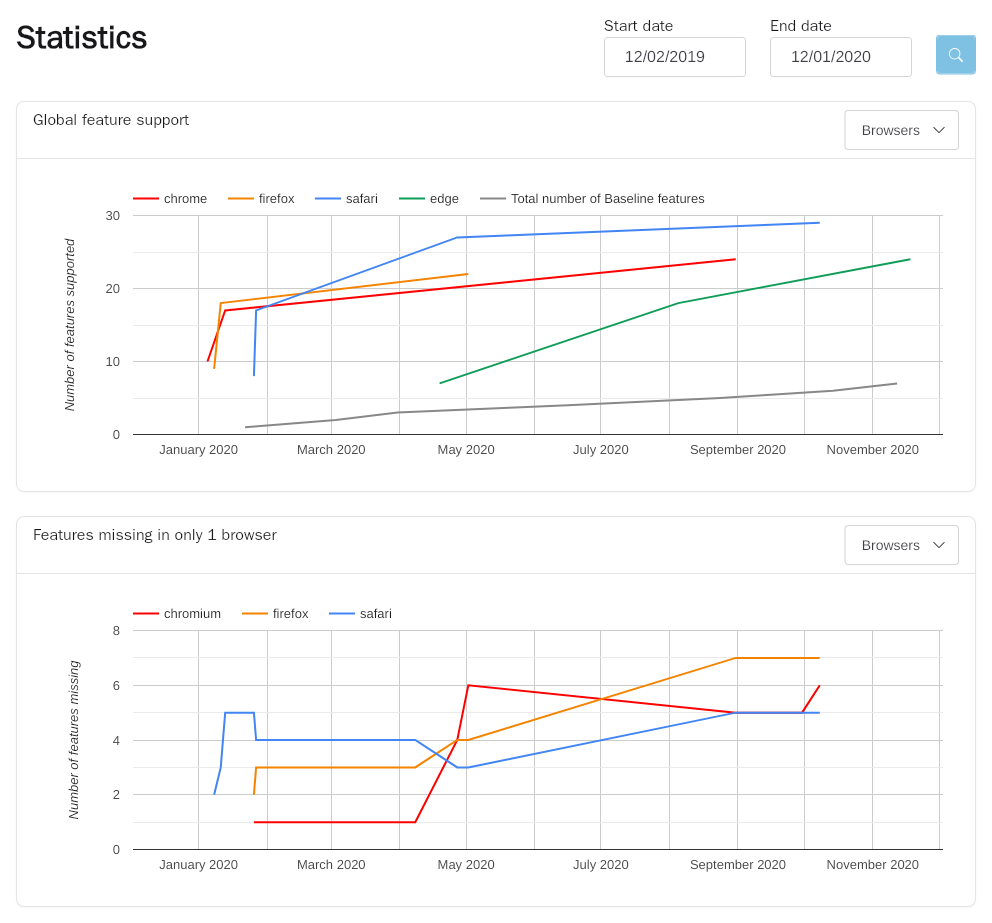 Statistics
Start date
End date
12/02/2019
12/01/2020
Global feature support
Browsers
chrome firefox safari edge Total number of Baseline features
Number of features supported
30
20
10
0
January 2020 March 2020 May 2020 July 2020 September 2020 November 2020
Features missing in only 1 browser
Browsers
chromium firefox safari
Number of features missing
8
6
4
2
0
January 2020 March 2020 May 2020 July 2020 September 2020 November 2020